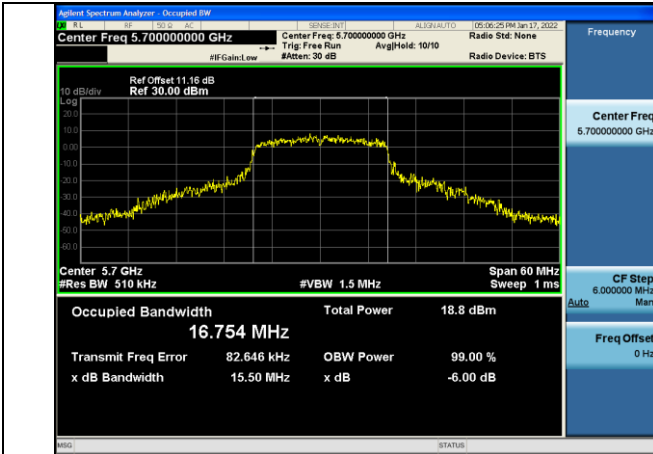 Agilent Spectrum Analyzer - Occupied BW
RL RF 50 Ω AC SENSE:INT ALIGNAUTO 05:06:25 PM Jan 17, 2022
Center Freq 5.700000000 GHz
Center Freq: 5.700000000 GHz
Radio Std: None
Trig: Free Run Avg|Hold: 10/10
#IFGain:Low #Atten: 30 dB
Radio Device: BTS
Ref Offset 11.16 dB
10 dB/div Ref 30.00 dBm
Log
20.0
10.0
0.00
-10.0
-20.0
-30.0
-40.0
-50.0
-60.0
Center 5.7 GHz Span 60 MHz
#Res BW 510 kHz #VBW 1.5 MHz Sweep 1 ms
Occupied Bandwidth Total Power 18.8 dBm
16.754 MHz
Transmit Freq Error 82.646 kHz OBW Power 99.00 %
x dB Bandwidth 15.50 MHz x dB -6.00 dB
MSG STATUS
Frequency
Center Freq
5.700000000 GHz
CF Step
6.000000 MHz
Auto Man
Freq Offset
0 Hz